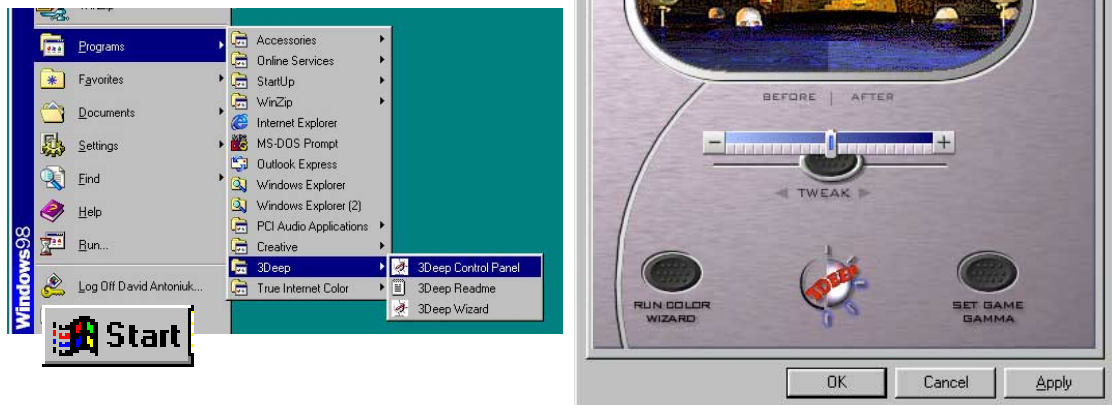 WinZip
Programs
Favorites
Documents
Settings
Find
Help
Run...
Log Off David Antoniuk...
Windows98
Start
Accessories
Online Services
StartUp
WinZip
Internet Explorer
MS-DOS Prompt
Outlook Express
Windows Explorer
Windows Explorer (2)
PCI Audio Applications
Creative
3Deep
True Internet Color
3Deep Control Panel
3Deep Readme
3Deep Wizard
BEFORE | AFTER
− +
TWEAK
3DEEP
RUN COLOR
WIZARD
SET GAME
GAMMA
OK Cancel Apply